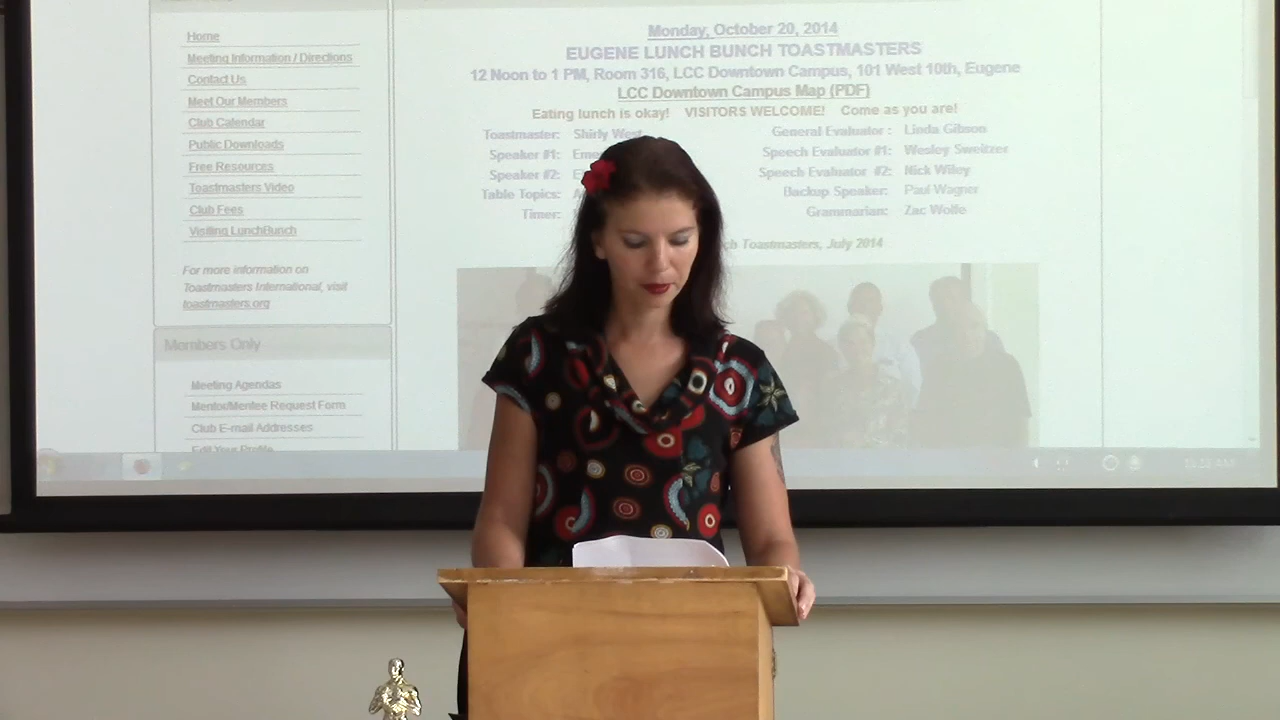 Home
Meeting Information / Directions
Contact Us
Meet Our Members
Club Calendar
Public Downloads
Free Resources
Toastmasters Video
Club Fees
Visiting LunchBunch
For more information on
Toastmasters International, visit
toastmasters.org
Members Only
Meeting Agendas
Mentor/Mentee Request Form
Club E-mail Addresses
Edit Your Profile
Monday, October 20, 2014
EUGENE LUNCH BUNCH TOASTMASTERS
12 Noon to 1 PM, Room 316, LCC Downtown Campus, 101 West 10th, Eugene
LCC Downtown Campus Map (PDF)
Eating lunch is okay! VISITORS WELCOME! Come as you are!
Toastmaster: Shirly West
Speaker #1:
Speaker #2:
Table Topics:
Timer:
General Evaluator : Linda Gibson
Speech Evaluator #1: Wesley Sweitzer
Speech Evaluator #2: Nick Wiley
Backup Speaker: Paul Wagner
Grammarian: Zac Wolfe
Toastmasters, July 2014